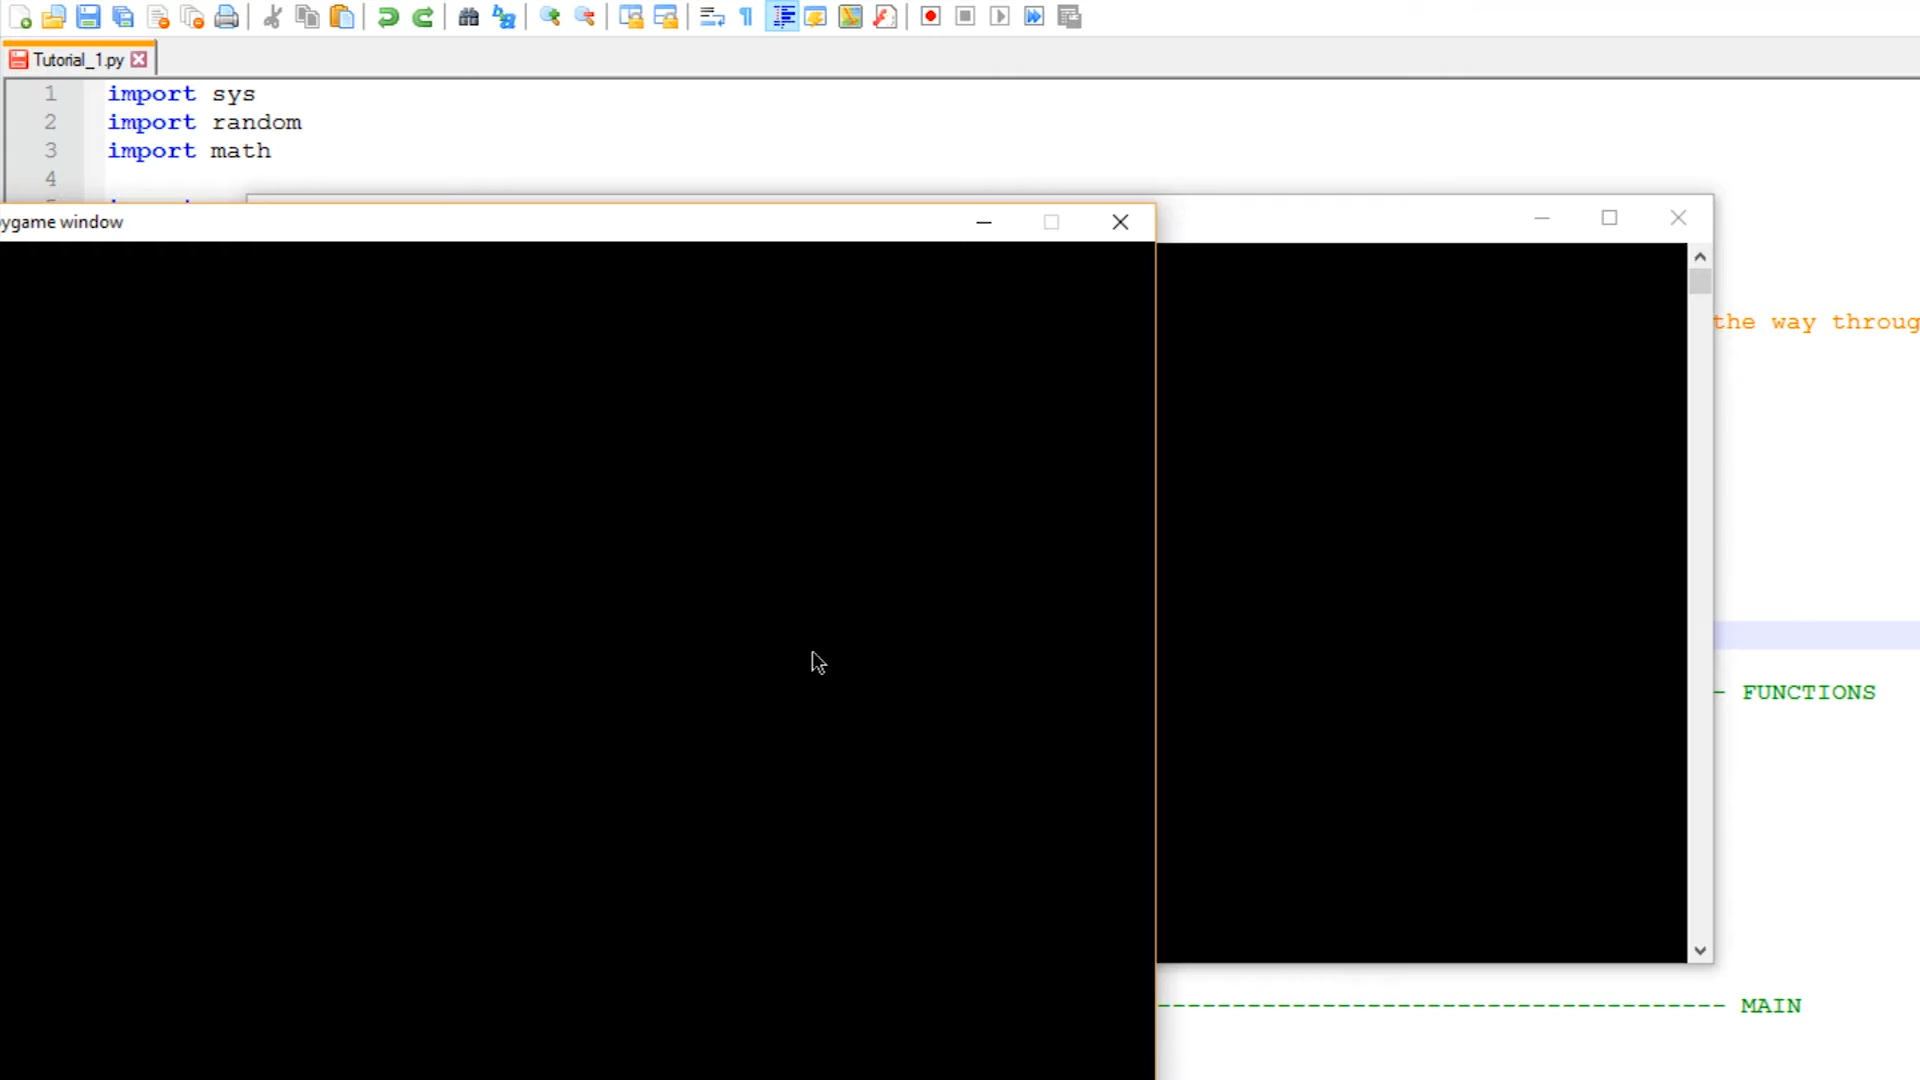 Tutorial_1.py
1 import sys
2 import random
3 import math
4
ygame window
the way throug
- FUNCTIONS
-------------------------------------- MAIN